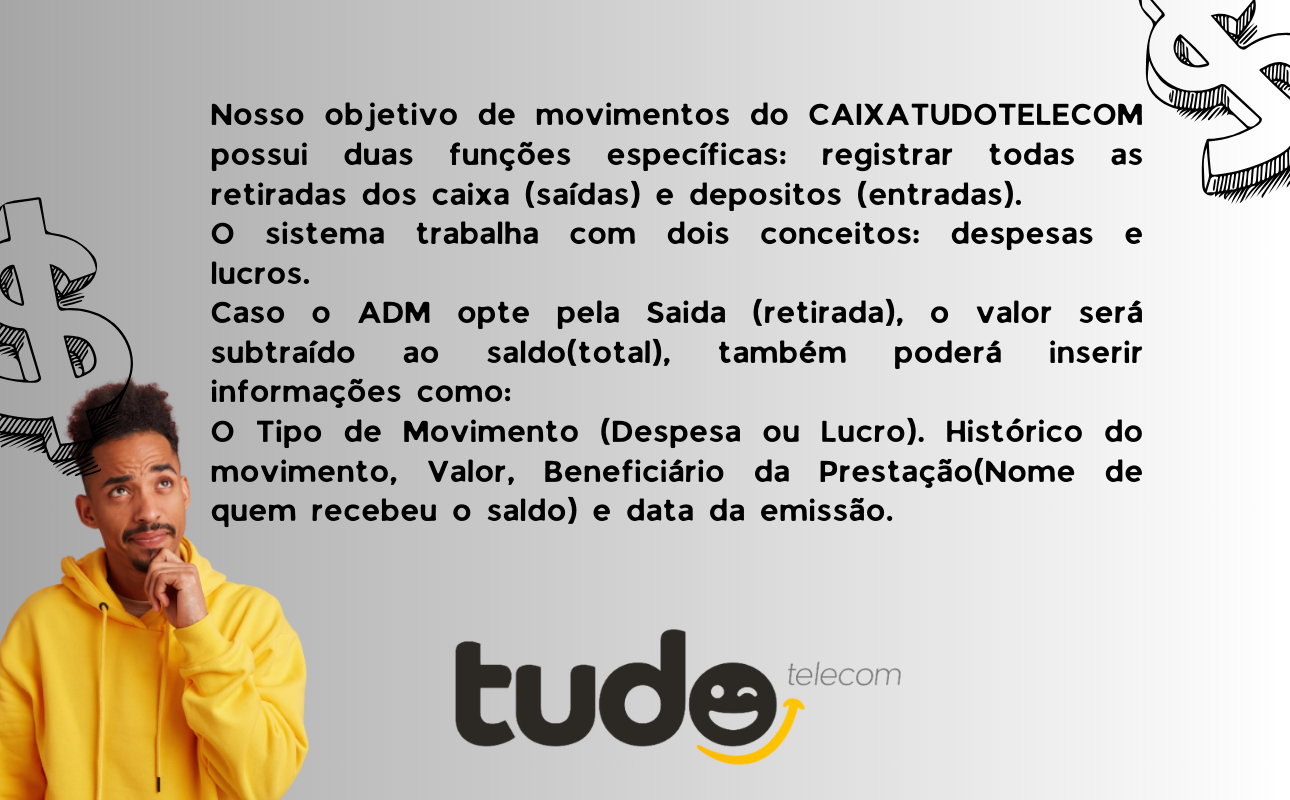 Nosso objetivo de movimentos do CAIXATUDOTELECOM
possui duas funções específicas: registrar todas as
retiradas dos caixa (saídas) e depositos (entradas).
O sistema trabalha com dois conceitos: despesas e
lucros.
Caso o ADM opte pela Saida (retirada), o valor será
subtraído ao saldo(total), também poderá inserir
informações como:
O Tipo de Movimento (Despesa ou Lucro). Histórico do
movimento, Valor, Beneficiário da Prestação(Nome de
quem recebeu o saldo) e data da emissão.
tudo telecom